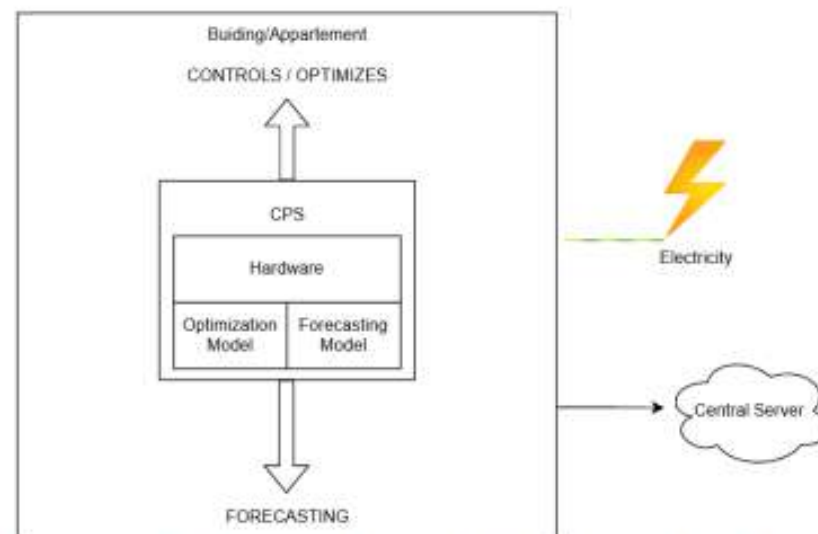 Buiding/Appartement
CONTROLS / OPTIMIZES
CPS
Hardware
Optimization
Model
Forecasting
Model
FORECASTING
Electricity
Central Server